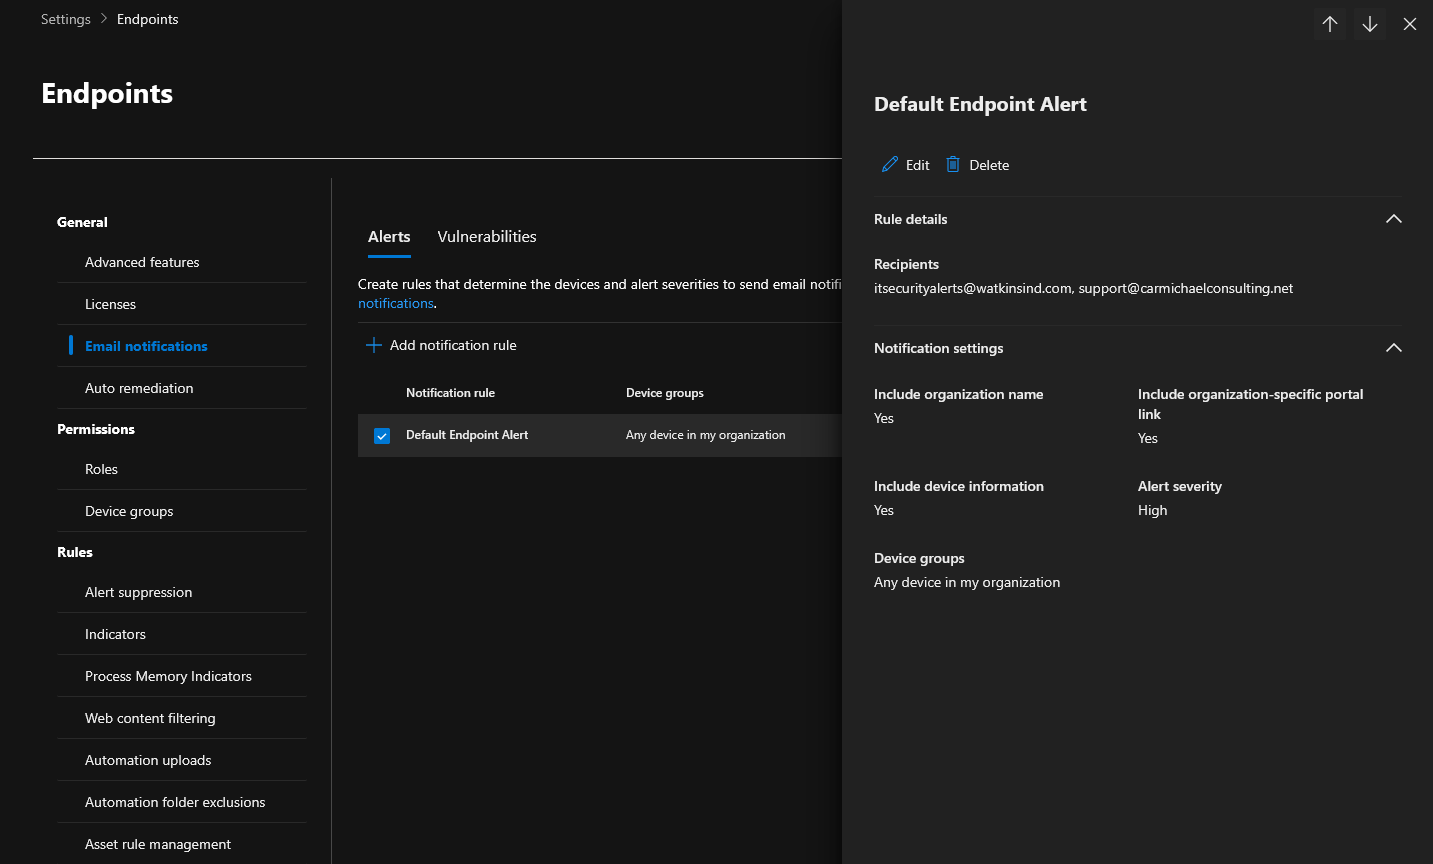 Settings > Endpoints
Endpoints
General
Advanced features
Licenses
Email notifications
Auto remediation
Permissions
Roles
Device groups
Rules
Alert suppression
Indicators
Process Memory Indicators
Web content filtering
Automation uploads
Automation folder exclusions
Asset rule management
Alerts Vulnerabilities
Create rules that determine the devices and alert severities to send email notifi
notifications.
Add notification rule
Notification rule Device groups
Default Endpoint Alert Any device in my organization
Default Endpoint Alert
Edit Delete
Rule details
Recipients
itsecurityalerts@watkinsind.com, support@carmichaelconsulting.net
Notification settings
Include organization name
Yes
Include organization-specific portal
link
Yes
Include device information
Yes
Alert severity
High
Device groups
Any device in my organization